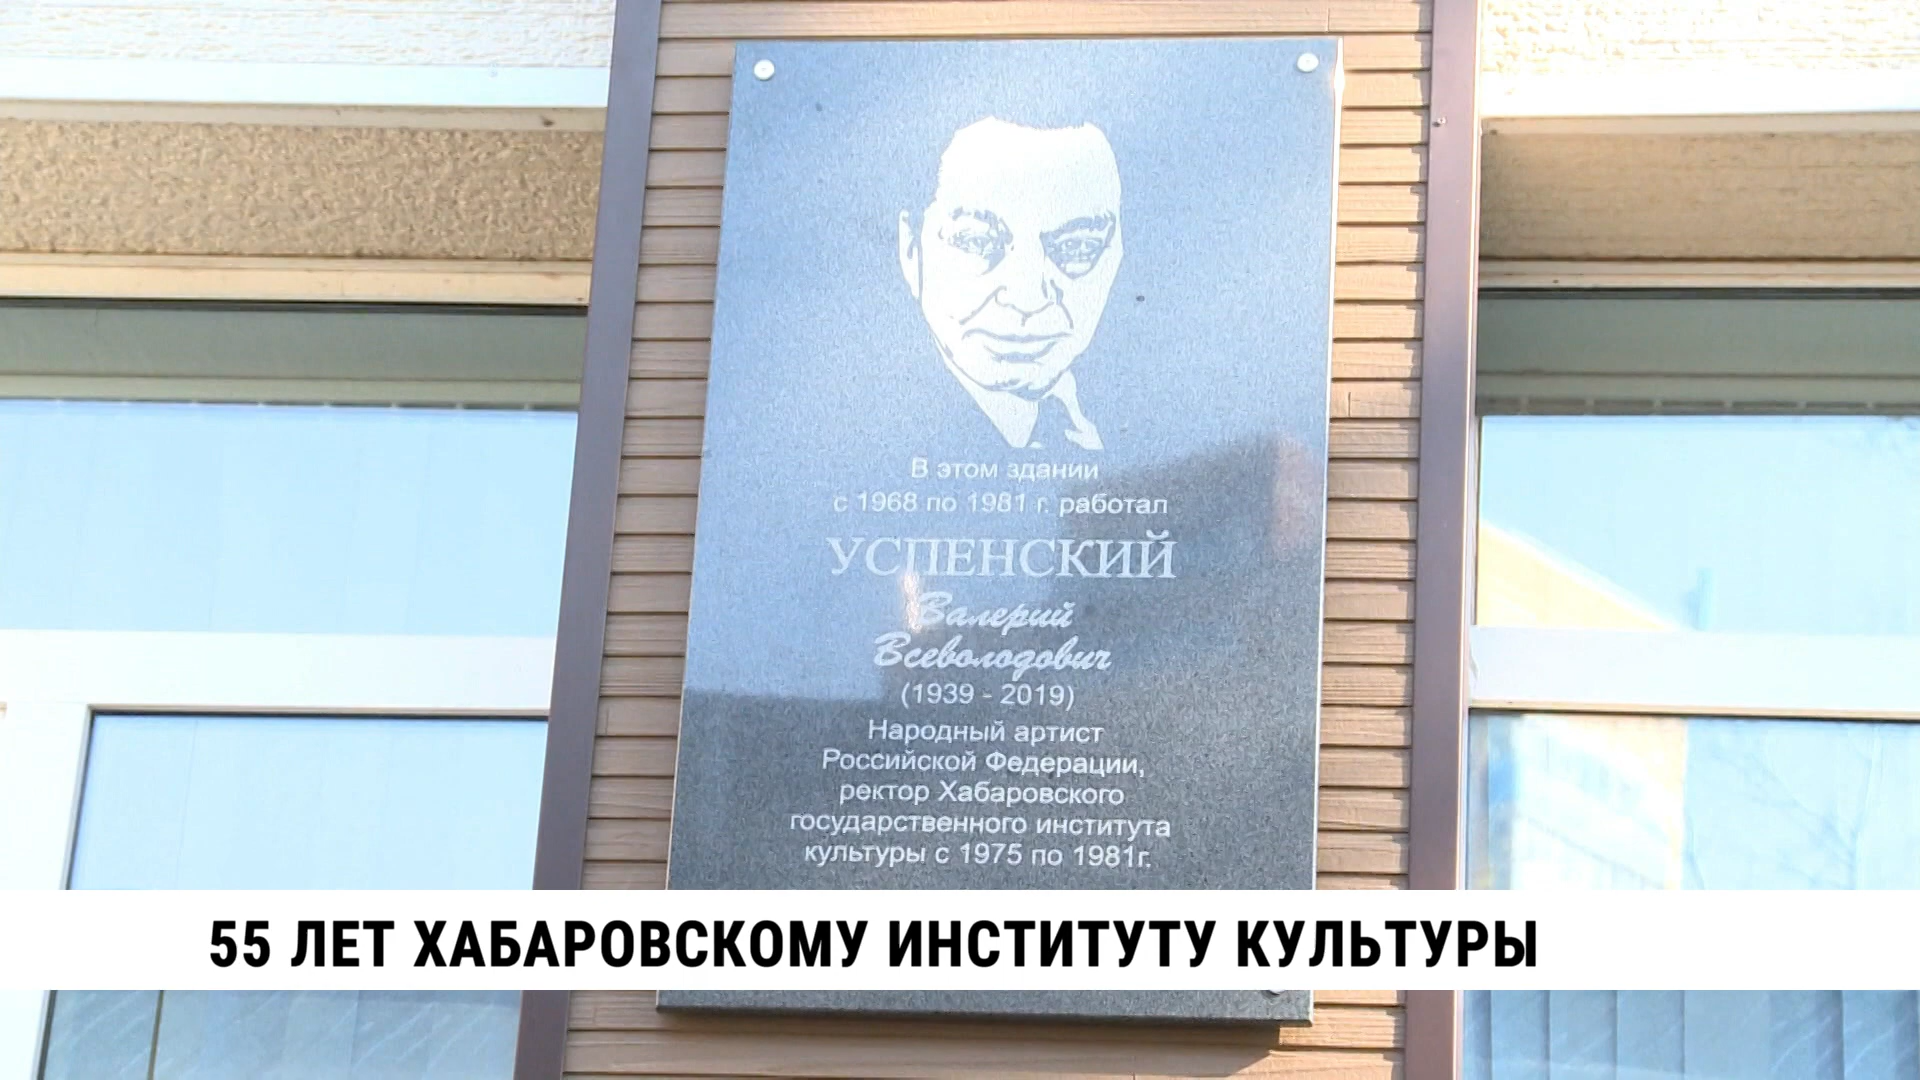 В этом здании
с 1968 по 1981 г. работал
УСПЕНСКИЙ
Валерий
Всеволодович
(1939 - 2019)
Народный артист
Российской Федерации,
ректор Хабаровского
государственного института
культуры с 1975 по 1981г.
55 ЛЕТ ХАБАРОВСКОМУ ИНСТИТУТУ КУЛЬТУРЫ